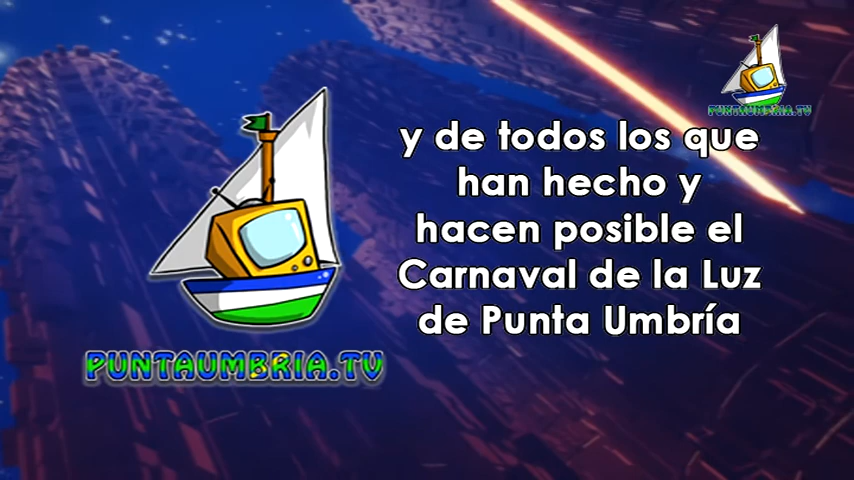 PUNTAUMBRIA.TV
y de todos los que
han hecho y
hacen posible el
Carnaval de la Luz
de Punta Umbría
PUNTAUMBRIA.TV